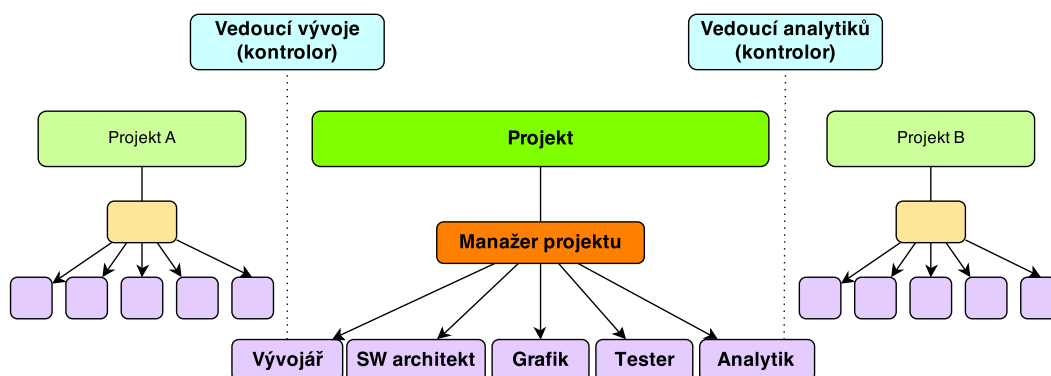 Vedoucí vývoje
(kontrolor)
Vedoucí analytiků
(kontrolor)
Projekt A
Projekt
Projekt B
Manažer projektu
Vývojář
SW architekt
Grafik
Tester
Analytik